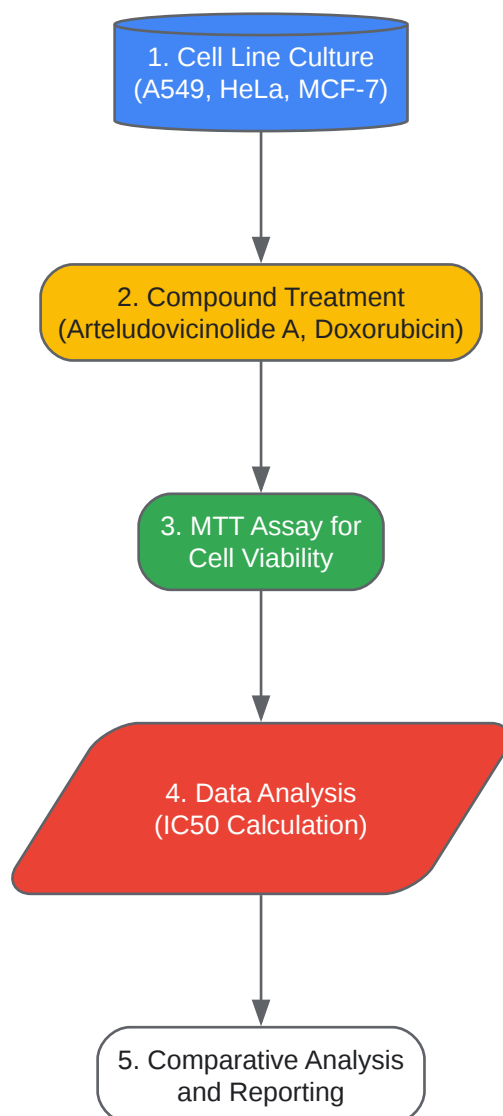 1. Cell Line Culture
(A549, HeLa, MCF-7)
2. Compound Treatment
(Arteludovicinolide A, Doxorubicin)
3. MTT Assay for
Cell Viability
4. Data Analysis
(IC50 Calculation)
5. Comparative Analysis
and Reporting